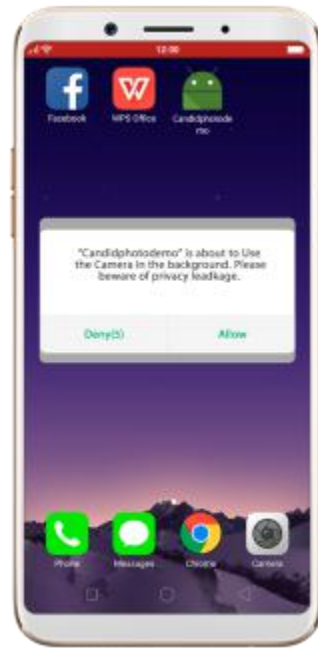 12:00
Facebook
WPS Office
Candidphotode
mo
"Candidphotodemo" is about to Use
the Camera in the background. Please
beware of privacy leadkage.
Deny(5)
Allow
Phone
Messages
Chrome
Camera